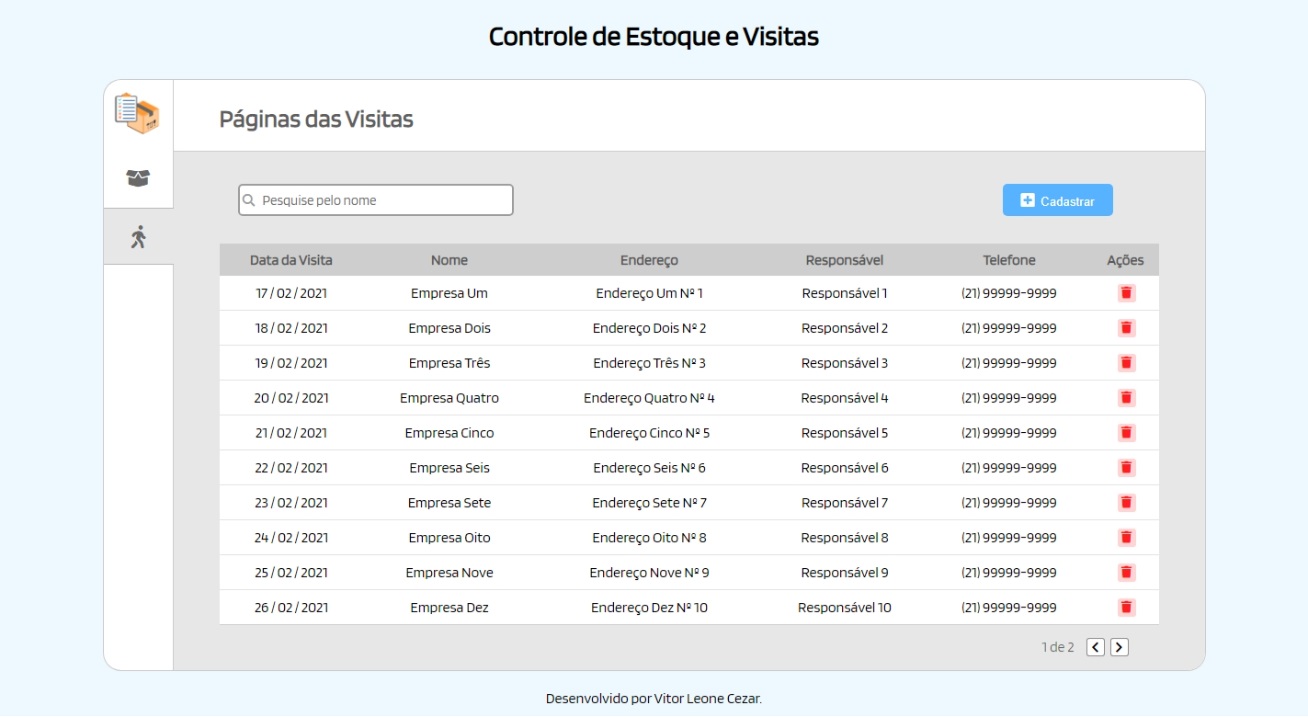 Controle de Estoque e Visitas
Páginas das Visitas
Pesquise pelo nome
Cadastrar
Data da Visita Nome Endereço Responsável Telefone Ações
17 / 02 / 2021 Empresa Um Endereço Um Nº 1 Responsável 1 (21) 99999-9999
18 / 02 / 2021 Empresa Dois Endereço Dois Nº 2 Responsável 2 (21) 99999-9999
19 / 02 / 2021 Empresa Três Endereço Três Nº 3 Responsável 3 (21) 99999-9999
20 / 02 / 2021 Empresa Quatro Endereço Quatro Nº 4 Responsável 4 (21) 99999-9999
21 / 02 / 2021 Empresa Cinco Endereço Cinco Nº 5 Responsável 5 (21) 99999-9999
22 / 02 / 2021 Empresa Seis Endereço Seis Nº 6 Responsável 6 (21) 99999-9999
23 / 02 / 2021 Empresa Sete Endereço Sete Nº 7 Responsável 7 (21) 99999-9999
24 / 02 / 2021 Empresa Oito Endereço Oito Nº 8 Responsável 8 (21) 99999-9999
25 / 02 / 2021 Empresa Nove Endereço Nove Nº 9 Responsável 9 (21) 99999-9999
26 / 02 / 2021 Empresa Dez Endereço Dez Nº 10 Responsável 10 (21) 99999-9999
1 de 2
Desenvolvido por Vitor Leone Cezar.